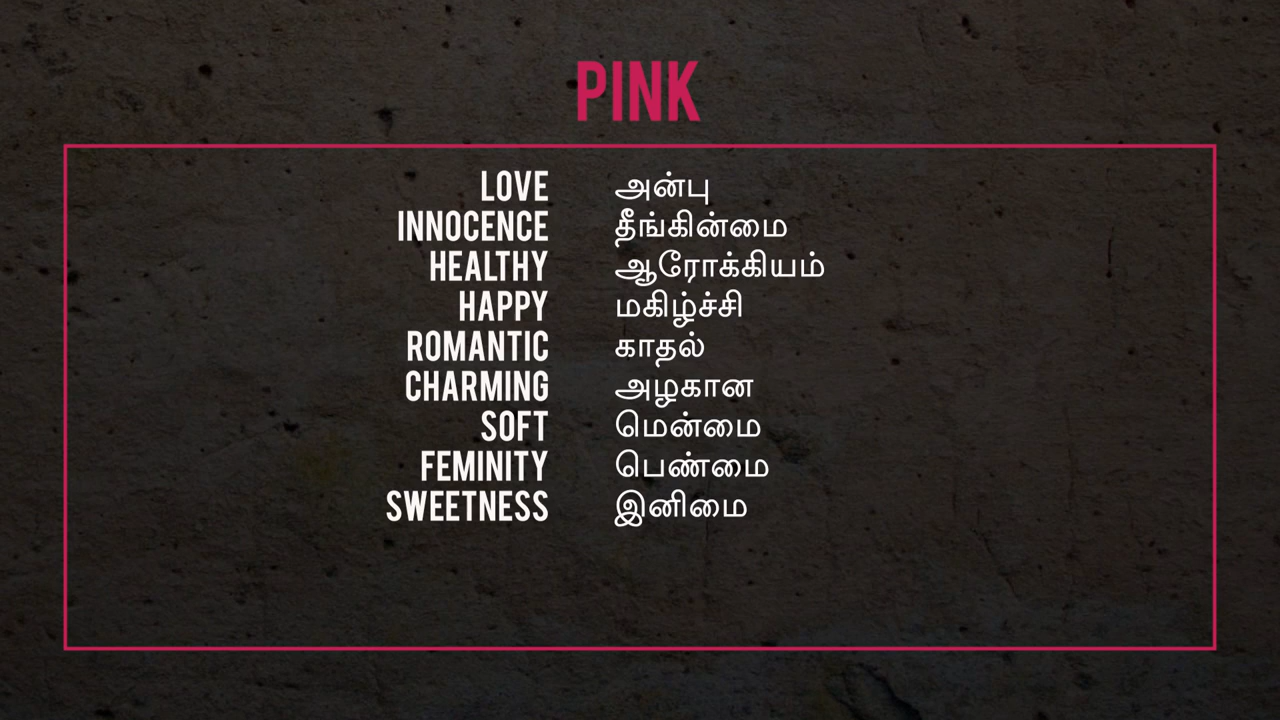 PINK
LOVE அன்பு
INNOCENCE தீங்கின்மை
HEALTHY ஆரோக்கியம்
HAPPY மகிழ்ச்சி
ROMANTIC காதல்
CHARMING அழகான
SOFT மென்மை
FEMINITY பெண்மை
SWEETNESS இனிமை